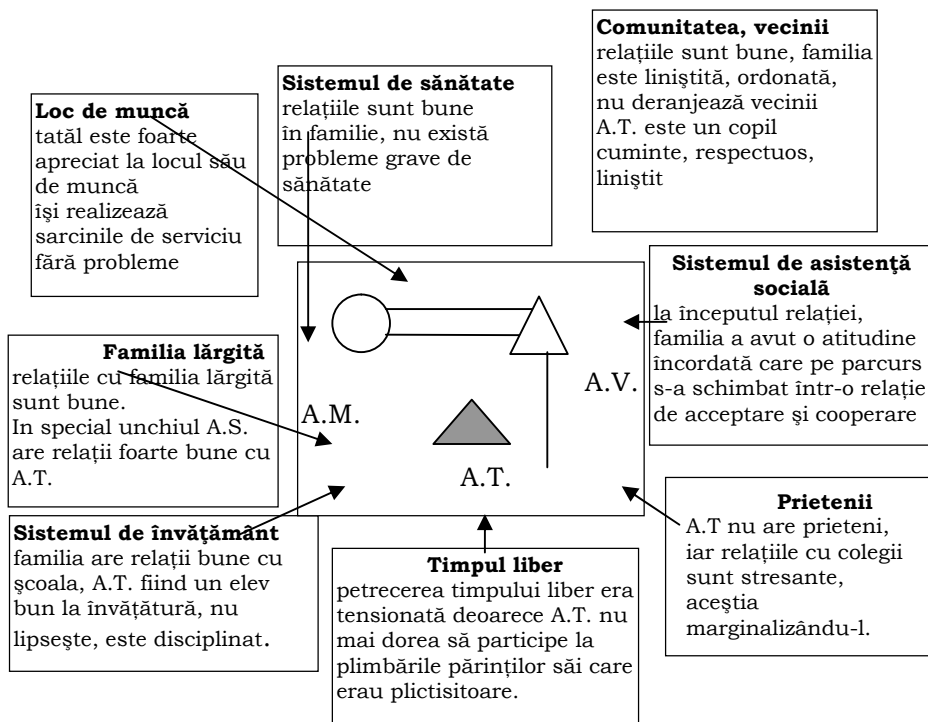 Comunitatea, vecinii
relațiile sunt bune, familia
este liniștită, ordonată,
nu deranjează vecinii
A.T. este un copil
cuminte, respectuos,
liniştit
Sistemul de sănătate
relațiile sunt bune
în familie, nu există
probleme grave de
sănătate
Loc de muncă
tatăl este foarte
apreciat la locul său
de muncă
îşi realizează
sarcinile de serviciu
fără probleme
Sistemul de asistenţă
socialã
la începutul relației,
familia a avut o atitudine
încordată care pe parcurs
s-a schimbat într-o relație
de acceptare şi cooperare
Familia lărgită
relațiile cu familia lărgită
sunt bune.
In special unchiul A.S.
are relații foarte bune cu
A.T.
A.M.
A.V.
A.T.
Sistemul de învăţământ
familia are relații bune cu
şcoala, A.T. fiind un elev
bun la învățătură, nu
lipseşte, este disciplinat.
Timpul liber
petrecerea timpului liber era
tensionată deoarece A.T. nu
mai dorea să participe la
plimbările părinților săi care
erau plictisitoare.
Prietenii
A.T nu are prieteni,
iar relațiile cu colegii
sunt stresante,
aceştia
marginalizându-l.